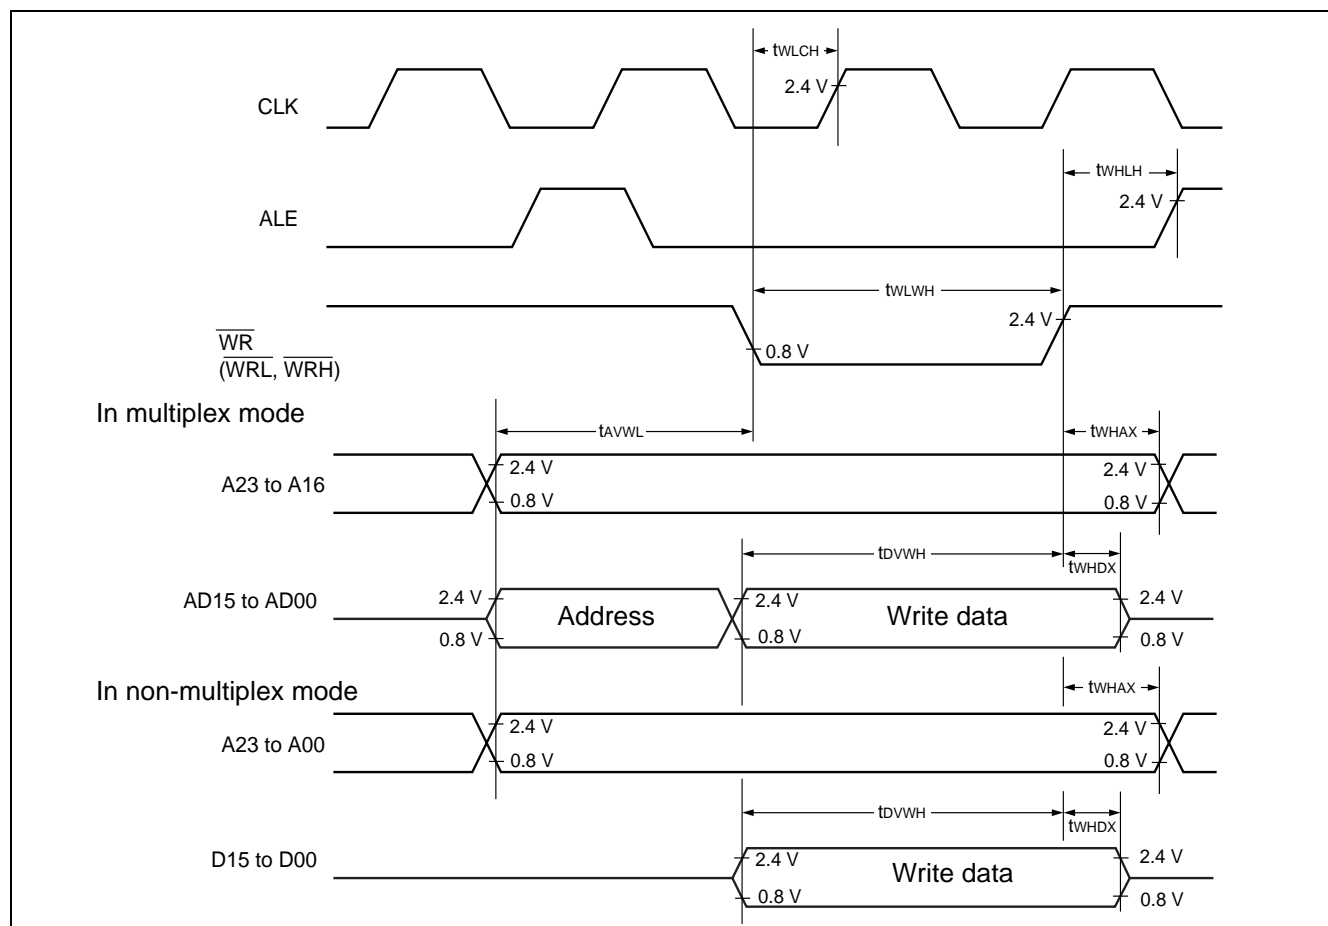 tWLCH
2.4 V
CLK
tWHLH
2.4 V
ALE
tWLWH
2.4 V
WR
0.8 V
(WRL, WRH)
In multiplex mode
tAVWL
tWHAX
2.4 V
2.4 V
A23 to A16
0.8 V
0.8 V
tDVWH
tWHDX
AD15 to AD00
2.4 V
2.4 V
2.4 V
Address
Write data
0.8 V
0.8 V
0.8 V
In non-multiplex mode
tWHAX
2.4 V
2.4 V
A23 to A00
0.8 V
0.8 V
tDVWH
tWHDX
D15 to D00
2.4 V
2.4 V
Write data
0.8 V
0.8 V